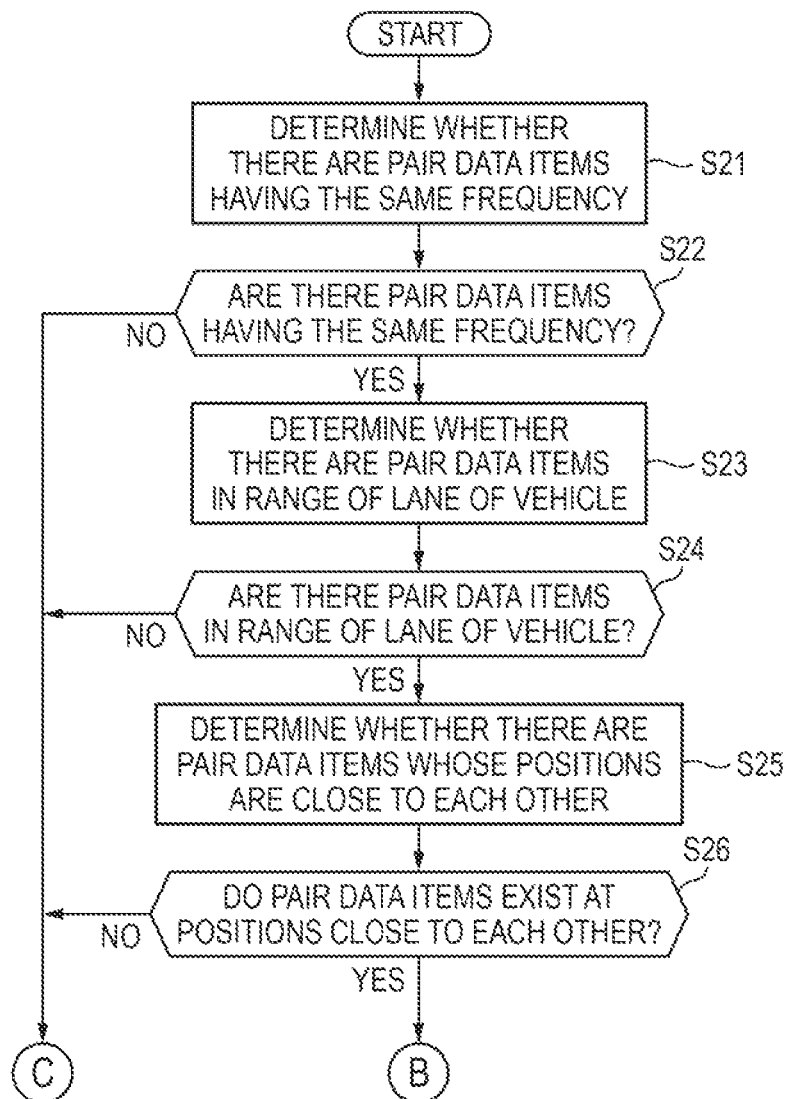 START
DETERMINE WHETHER
THERE ARE PAIR DATA ITEMS
HAVING THE SAME FREQUENCY
S21
S22
ARE THERE PAIR DATA ITEMS
HAVING THE SAME FREQUENCY?
NO
YES
DETERMINE WHETHER
THERE ARE PAIR DATA ITEMS
IN RANGE OF LANE OF VEHICLE
S23
S24
ARE THERE PAIR DATA ITEMS
IN RANGE OF LANE OF VEHICLE?
NO
YES
DETERMINE WHETHER THERE ARE
PAIR DATA ITEMS WHOSE POSITIONS
ARE CLOSE TO EACH OTHER
S25
S26
DO PAIR DATA ITEMS EXIST AT
POSITIONS CLOSE TO EACH OTHER?
NO
YES
C
B